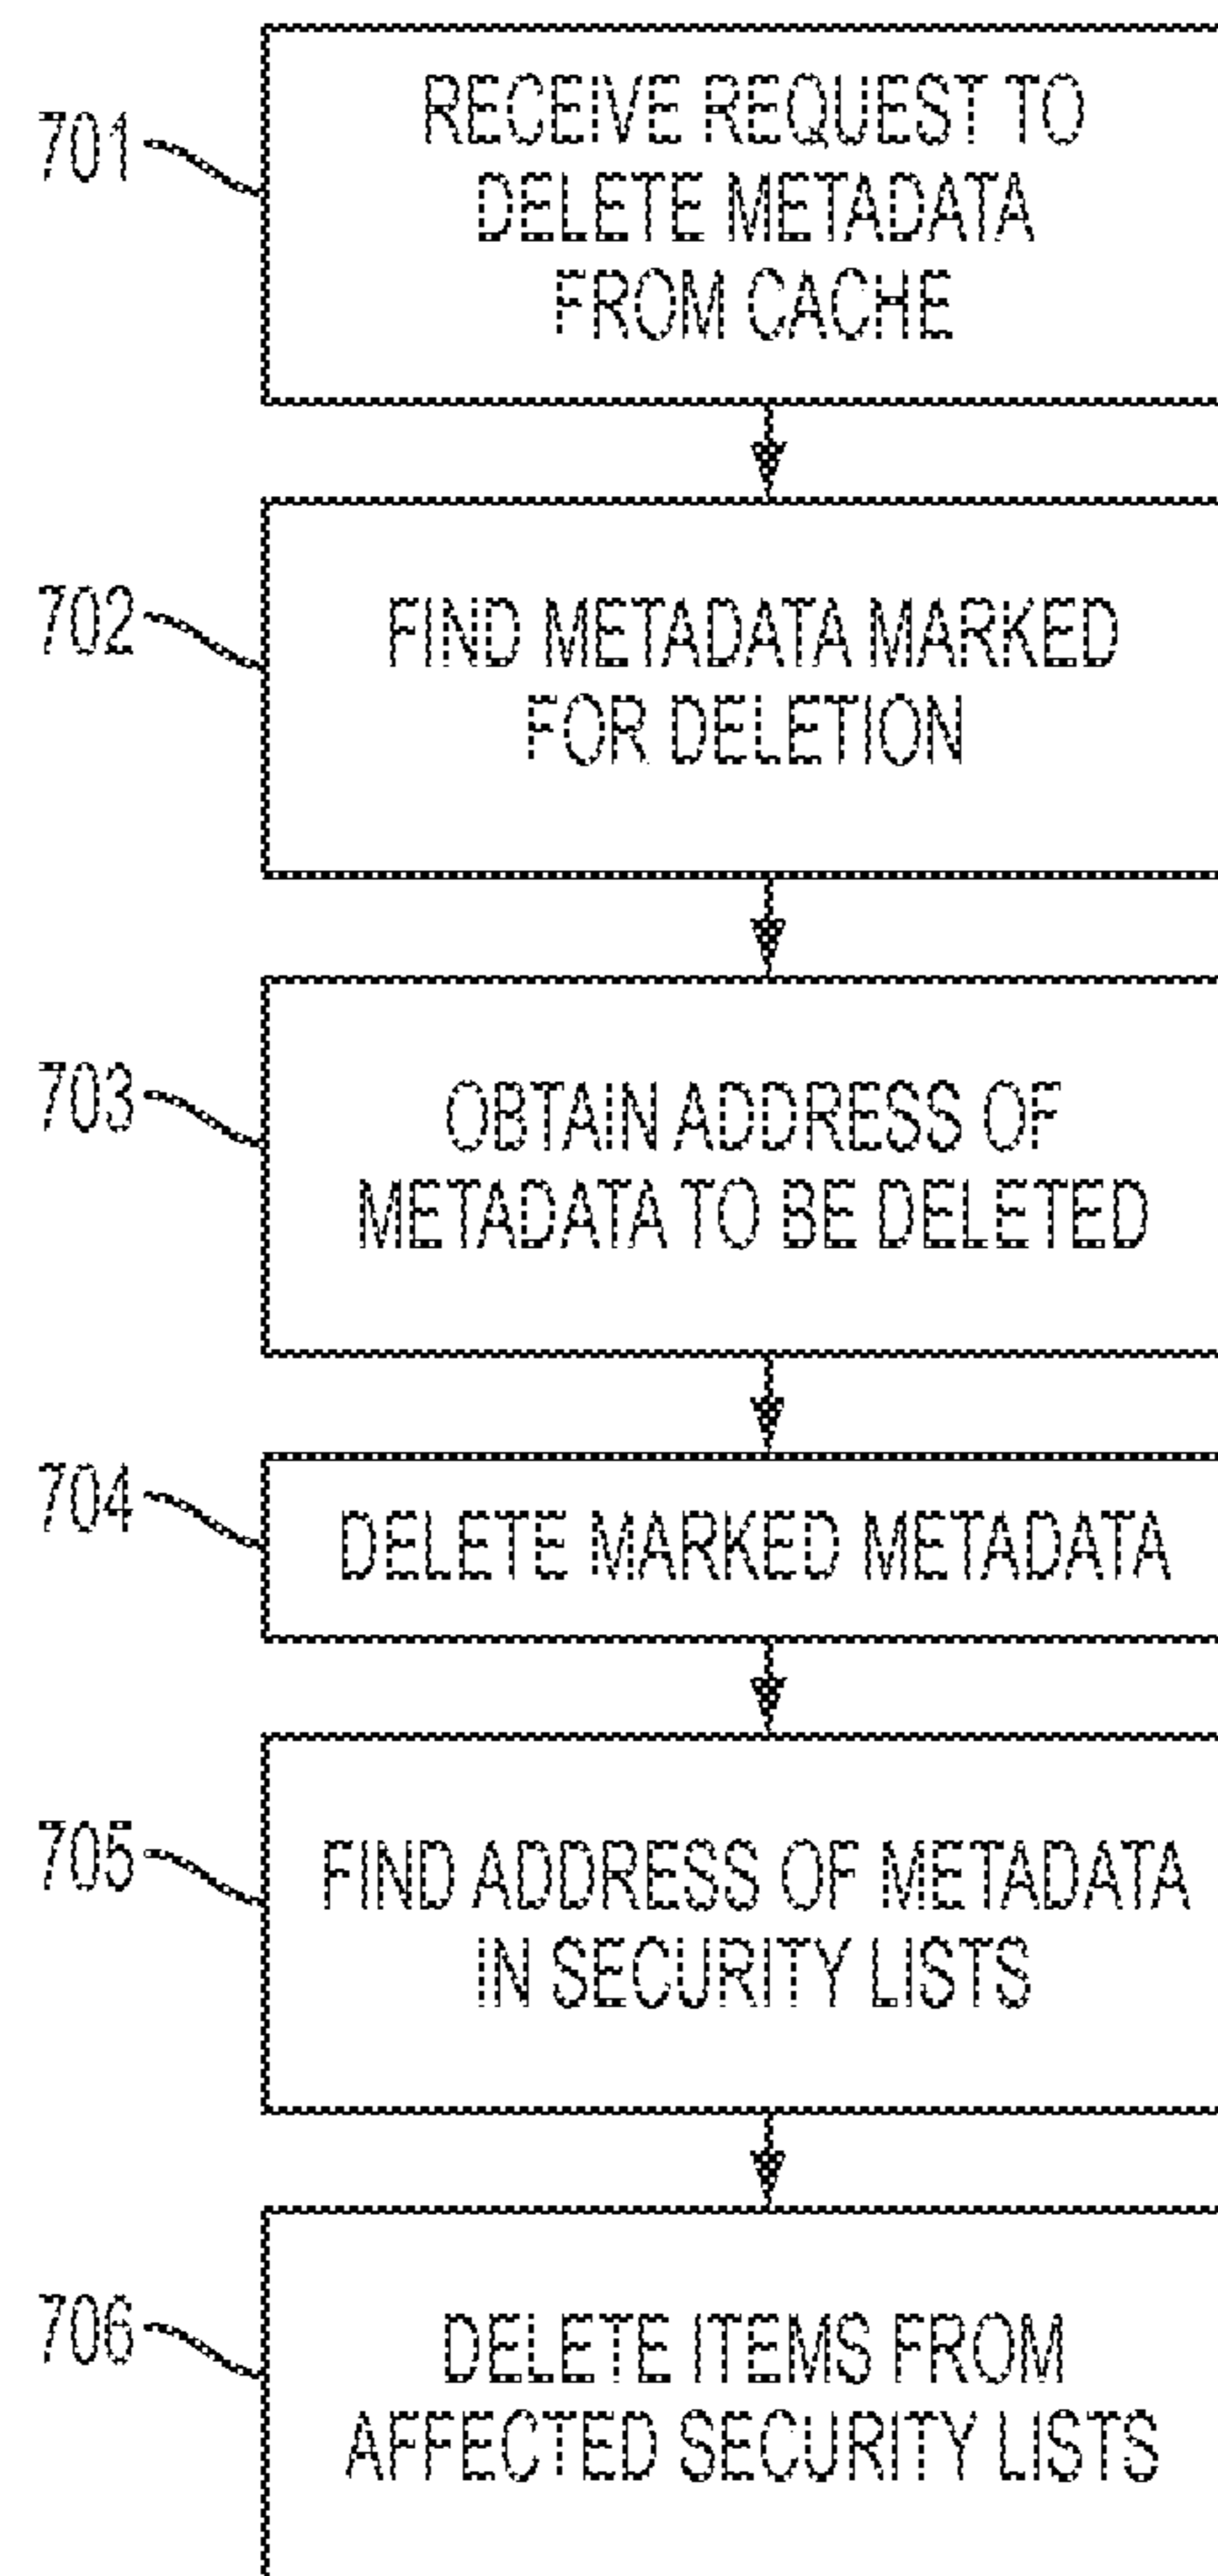 701
RECEIVE REQUEST TO
DELETE METADATA
FROM CACHE
702
FIND METADATA MARKED
FOR DELETION
703
OBTAIN ADDRESS OF
METADATA TO BE DELETED
704
DELETE MARKED METADATA
705
FIND ADDRESS OF METADATA
IN SECURITY LISTS
706
DELETE ITEMS FROM
AFFECTED SECURITY LISTS